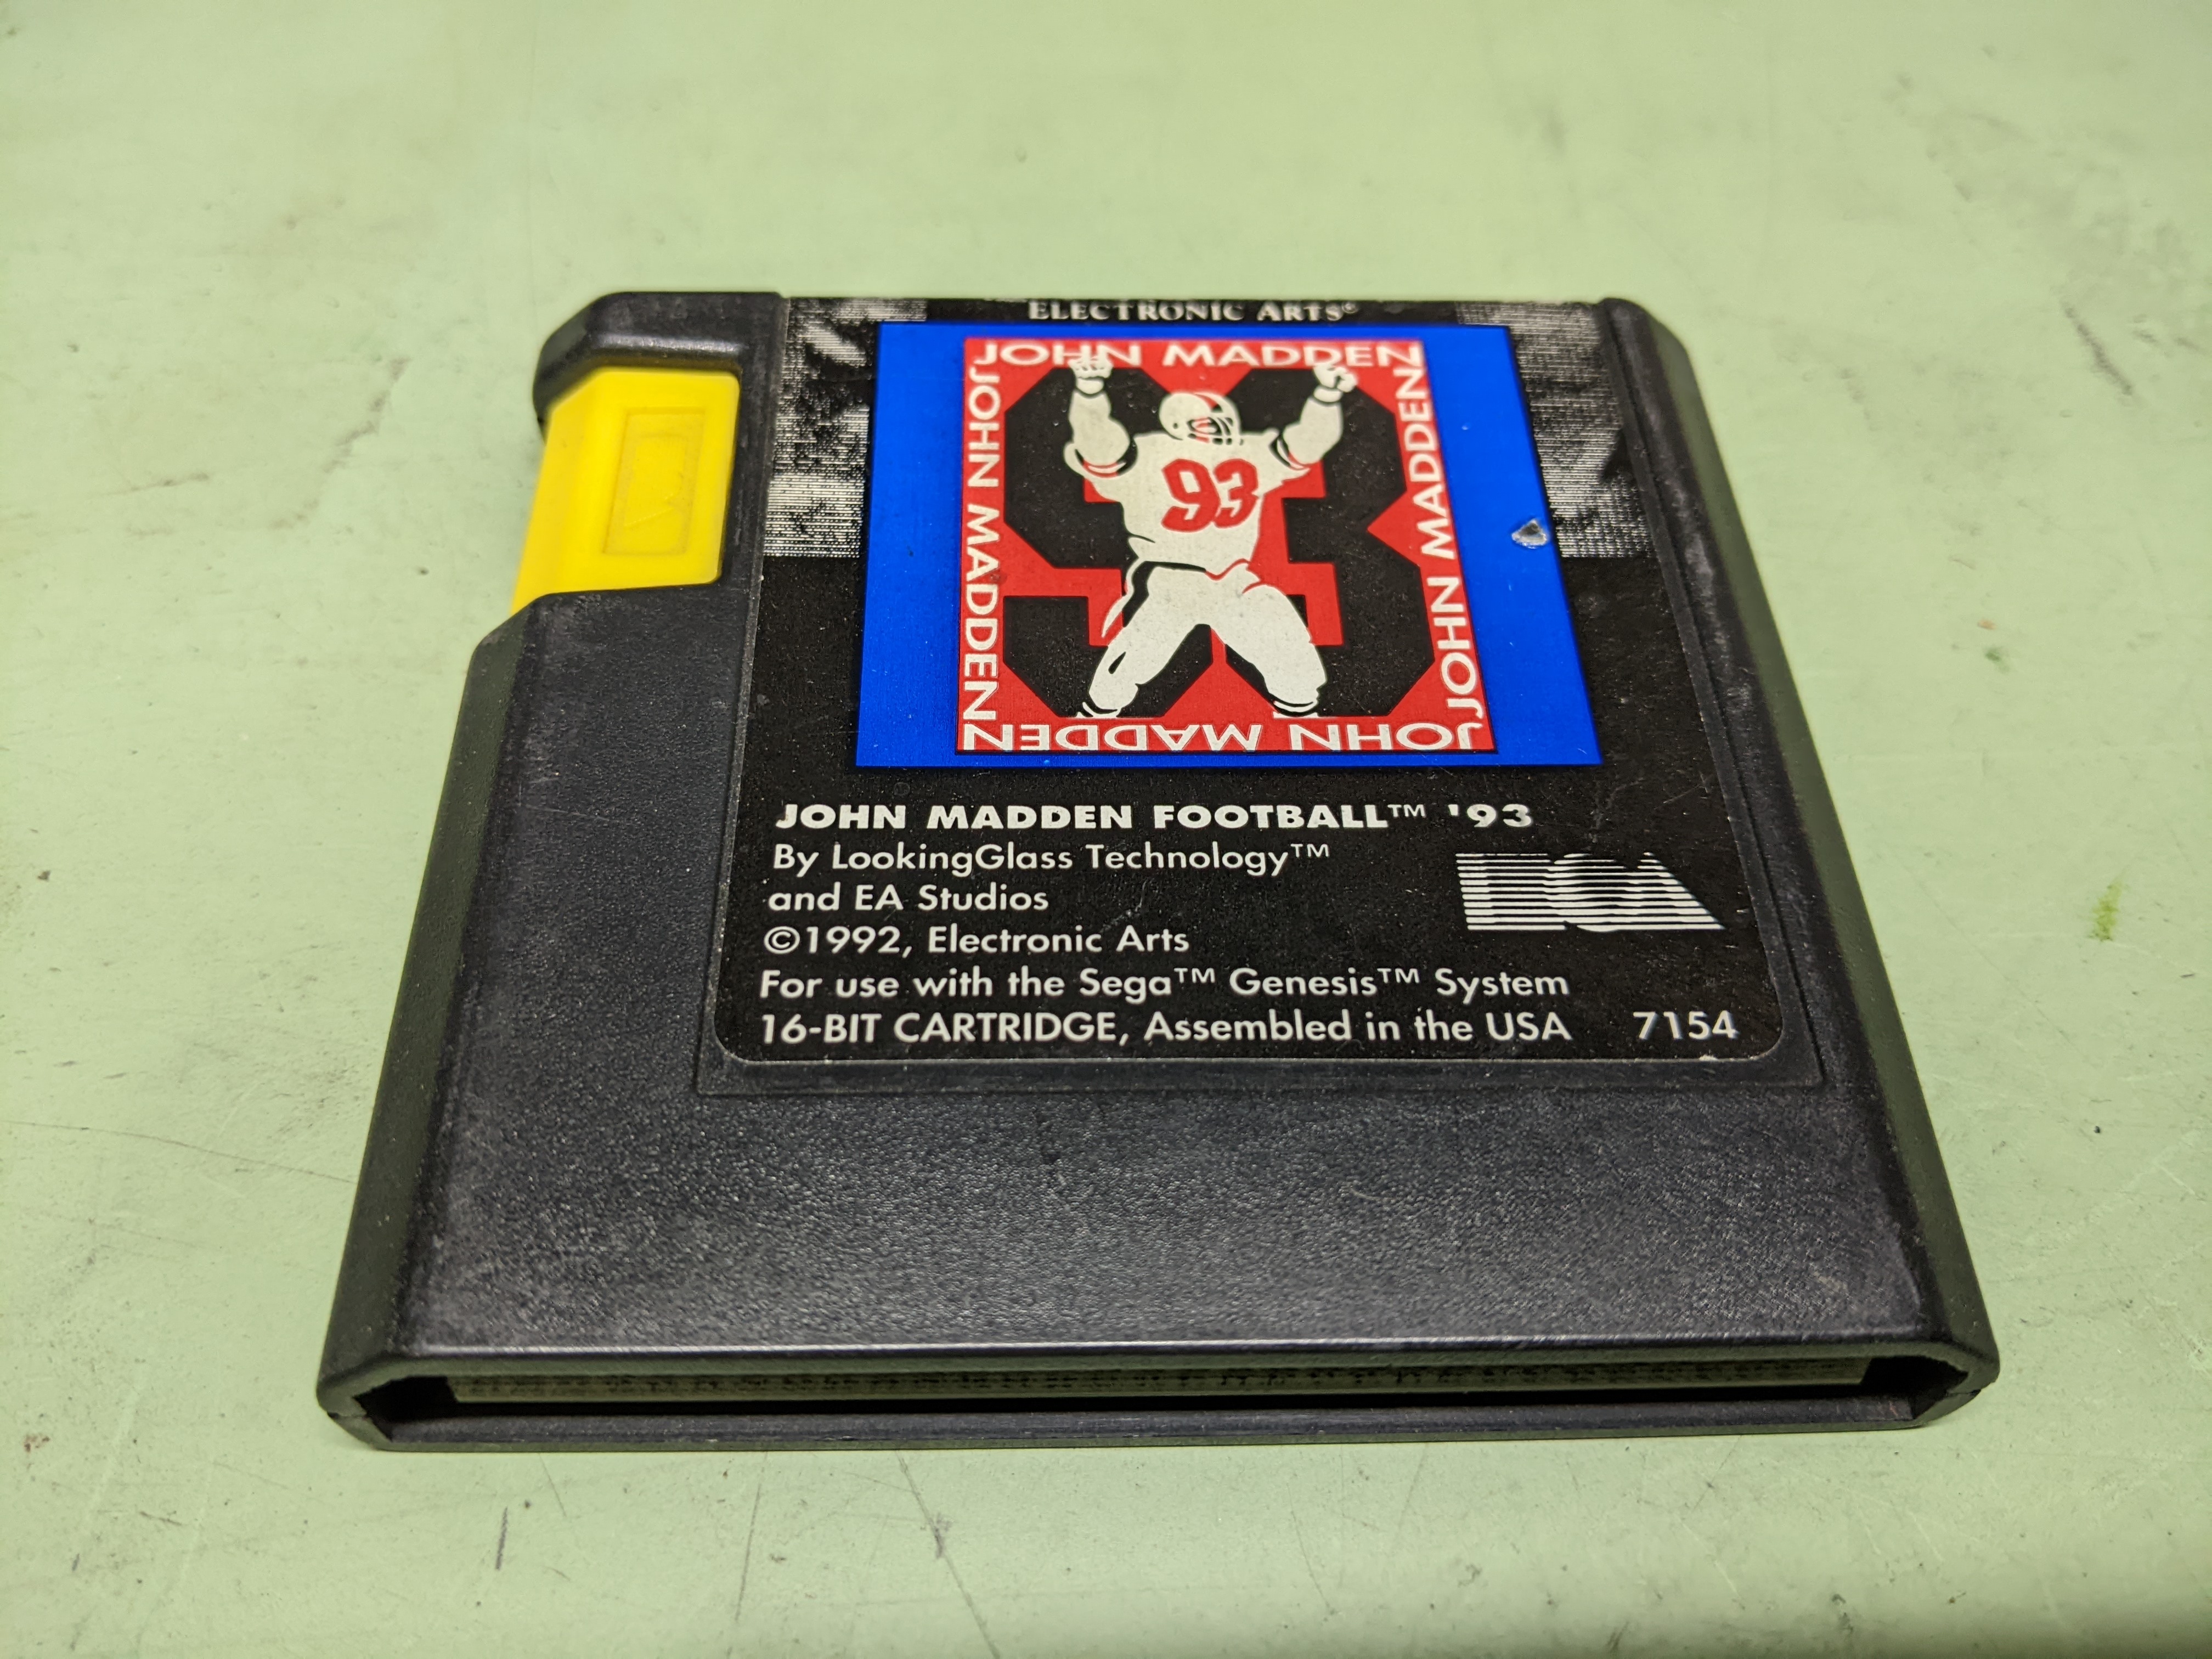 ELECTRONIC ARTS®
JOHN MADDEN
JOHN MADDEN
JOHN MADDEN
JOHN MADDEN
93
93
JOHN MADDEN FOOTBALL™ '93
By LookingGlass Technology™
and EA Studios
©1992, Electronic Arts
For use with the Sega™ Genesis™ System
16-BIT CARTRIDGE, Assembled in the USA
7154
EA